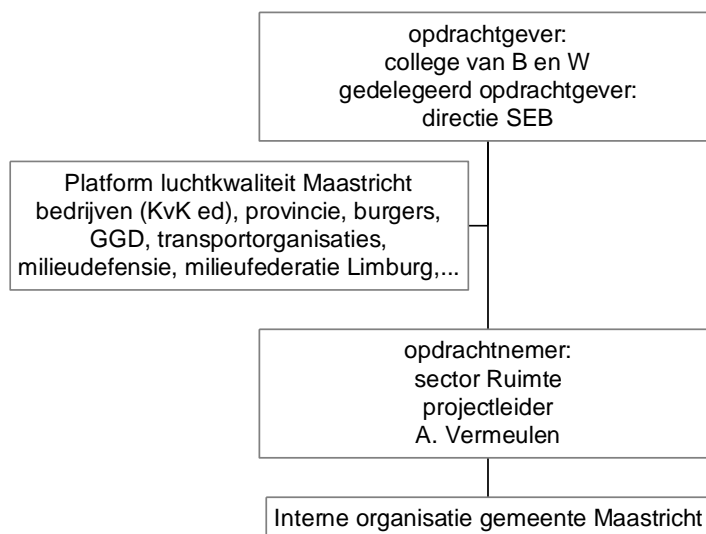 opdrachtgever:
college van B en W
gedelegeerd opdrachtgever:
directie SEB
Platform luchtkwaliteit Maastricht
bedrijven (KvK ed), provincie, burgers,
GGD, transportorganisaties,
milieudefensie, milieufederatie Limburg,...
opdrachtnemer:
sector Ruimte
projectleider
A. Vermeulen
Interne organisatie gemeente Maastricht